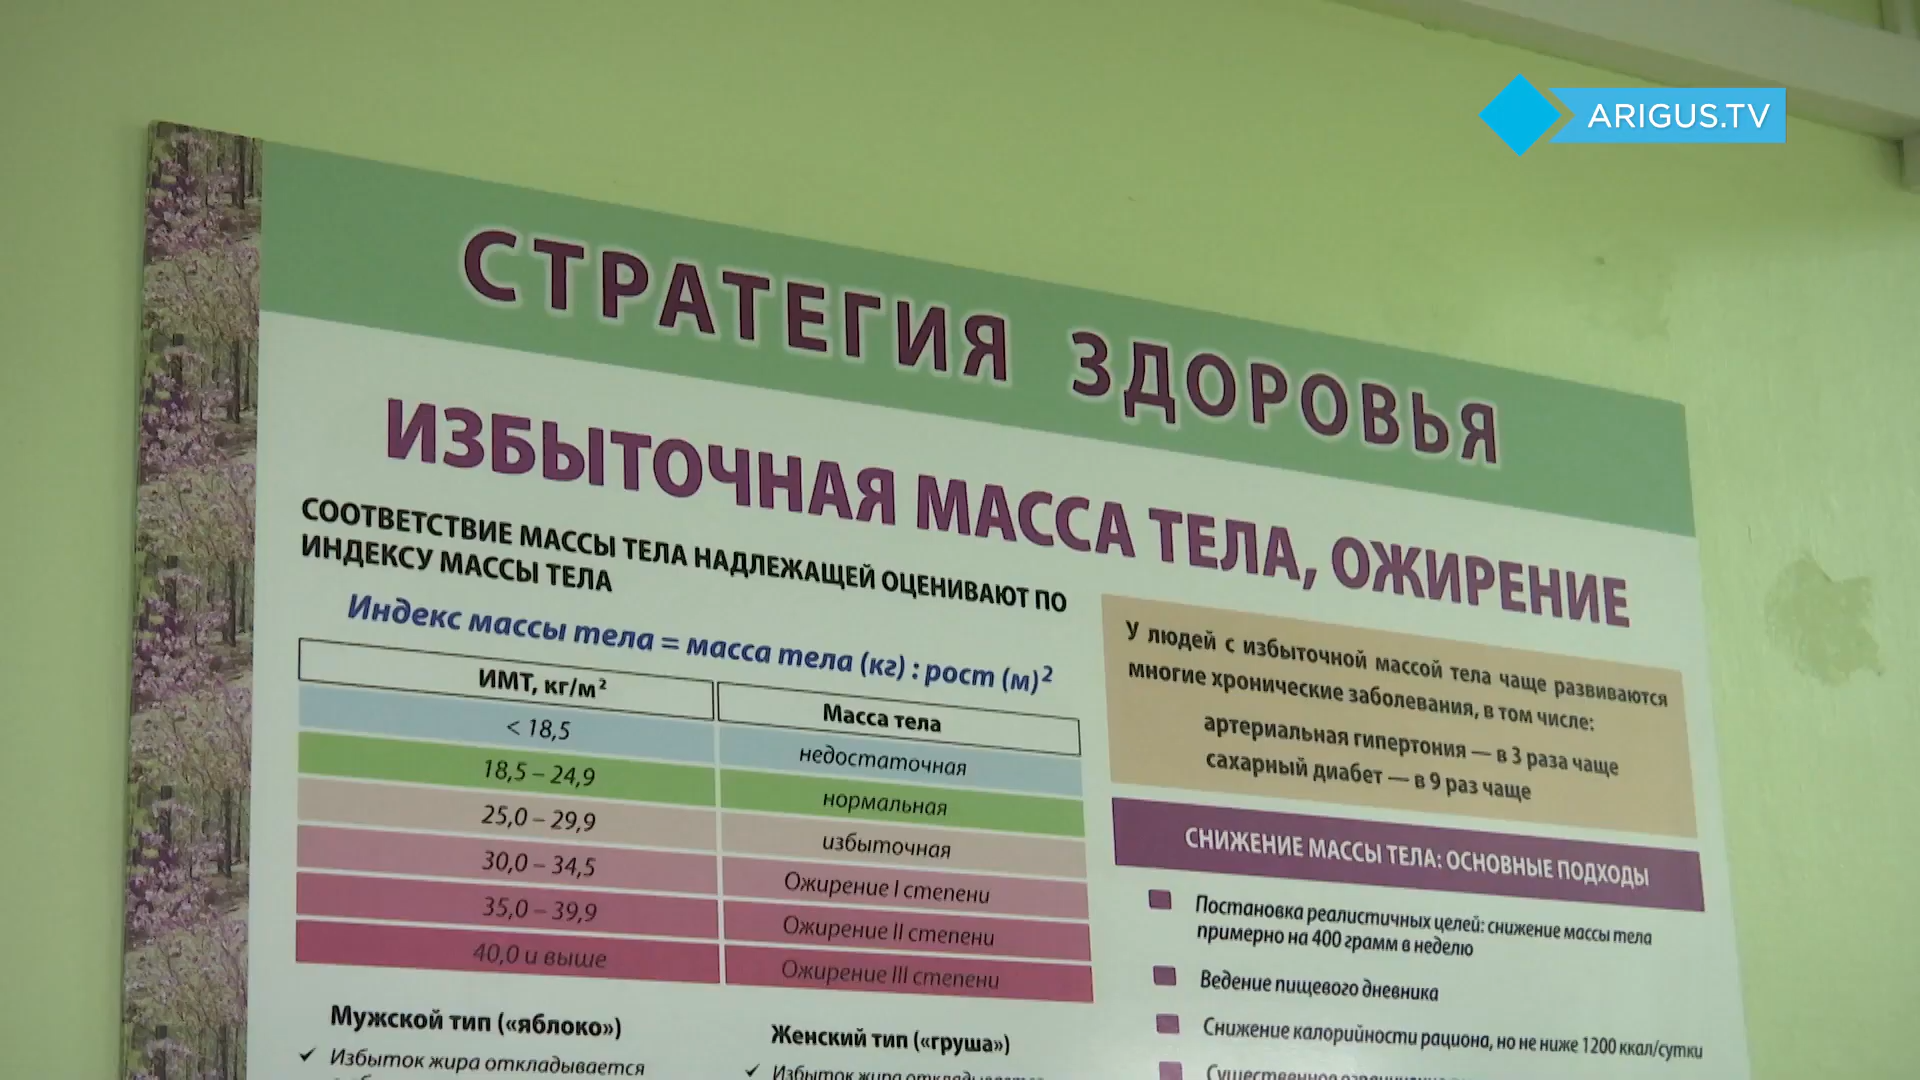 ARIGUS.TV
СТРАТЕГИЯ ЗДОРОВЬЯ
ИЗБЫТОЧНАЯ МАССА ТЕЛА, ОЖИРЕНИЕ
СООТВЕТСТВИЕ МАССЫ ТЕЛА НАДЛЕЖАЩЕЙ ОЦЕНИВАЮТ ПО
ИНДЕКСУ МАССЫ ТЕЛА
Индекс массы тела = масса тела (кг) : рост (м)²
ИМТ, кг/м² Масса тела
< 18,5 недостаточная
18,5 – 24,9 нормальная
25,0 – 29,9 избыточная
30,0 – 34,5 Ожирение I степени
35,0 – 39,9 Ожирение II степени
40,0 и выше Ожирение III степени
Мужской тип («яблоко»)
✓ Избыток жира откладывается
Женский тип («груша»)
✓ Избыток жира откладывается
У людей с избыточной массой тела чаще развиваются
многие хронические заболевания, в том числе:
артериальная гипертония — в 3 раза чаще
сахарный диабет — в 9 раз чаще
СНИЖЕНИЕ МАССЫ ТЕЛА: ОСНОВНЫЕ ПОДХОДЫ
Постановка реалистичных целей: снижение массы тела
примерно на 400 грамм в неделю
Ведение пищевого дневника
Снижение калорийности рациона, но не ниже 1200 ккал/сутки
Существенное